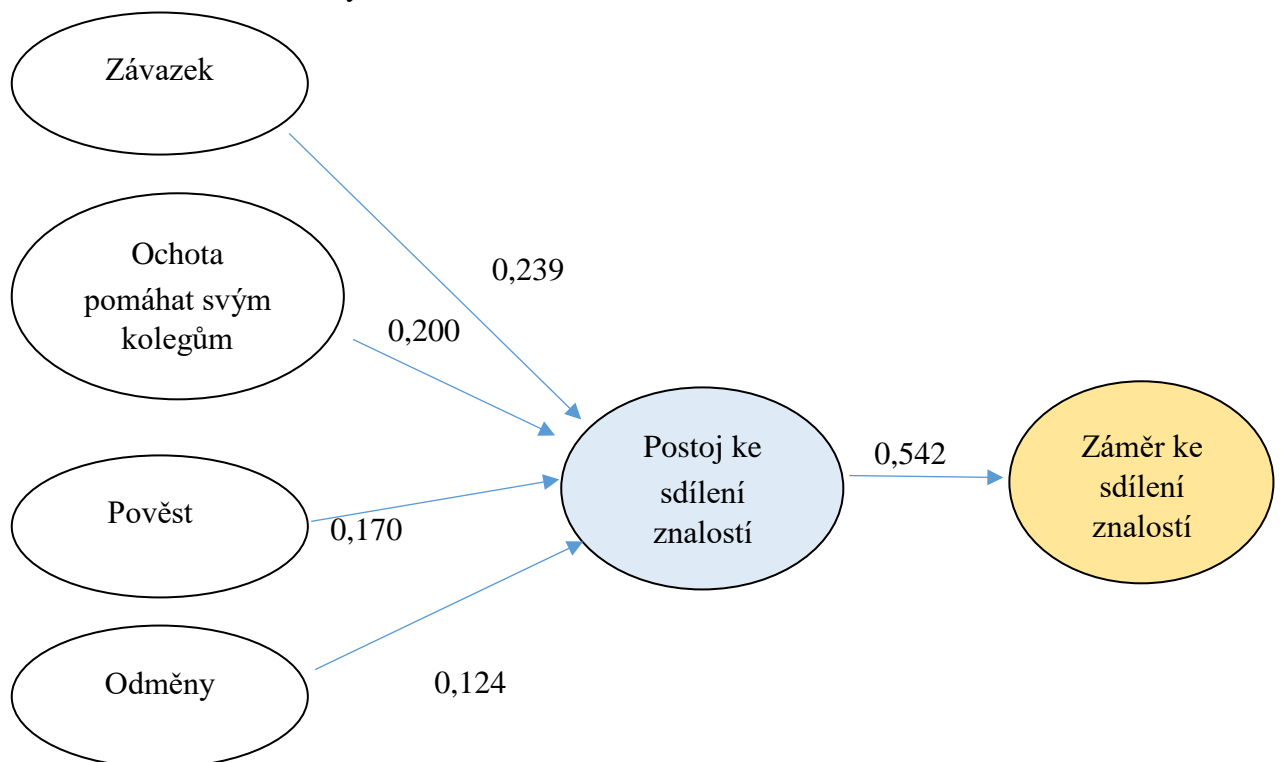 Závazek
Ochota
pomáhat svým
kolegům
0,239
0,200
Postoj ke
sdílení
znalostí
0,542
Záměr ke
sdílení
znalostí
Pověst
0,170
Odměny
0,124